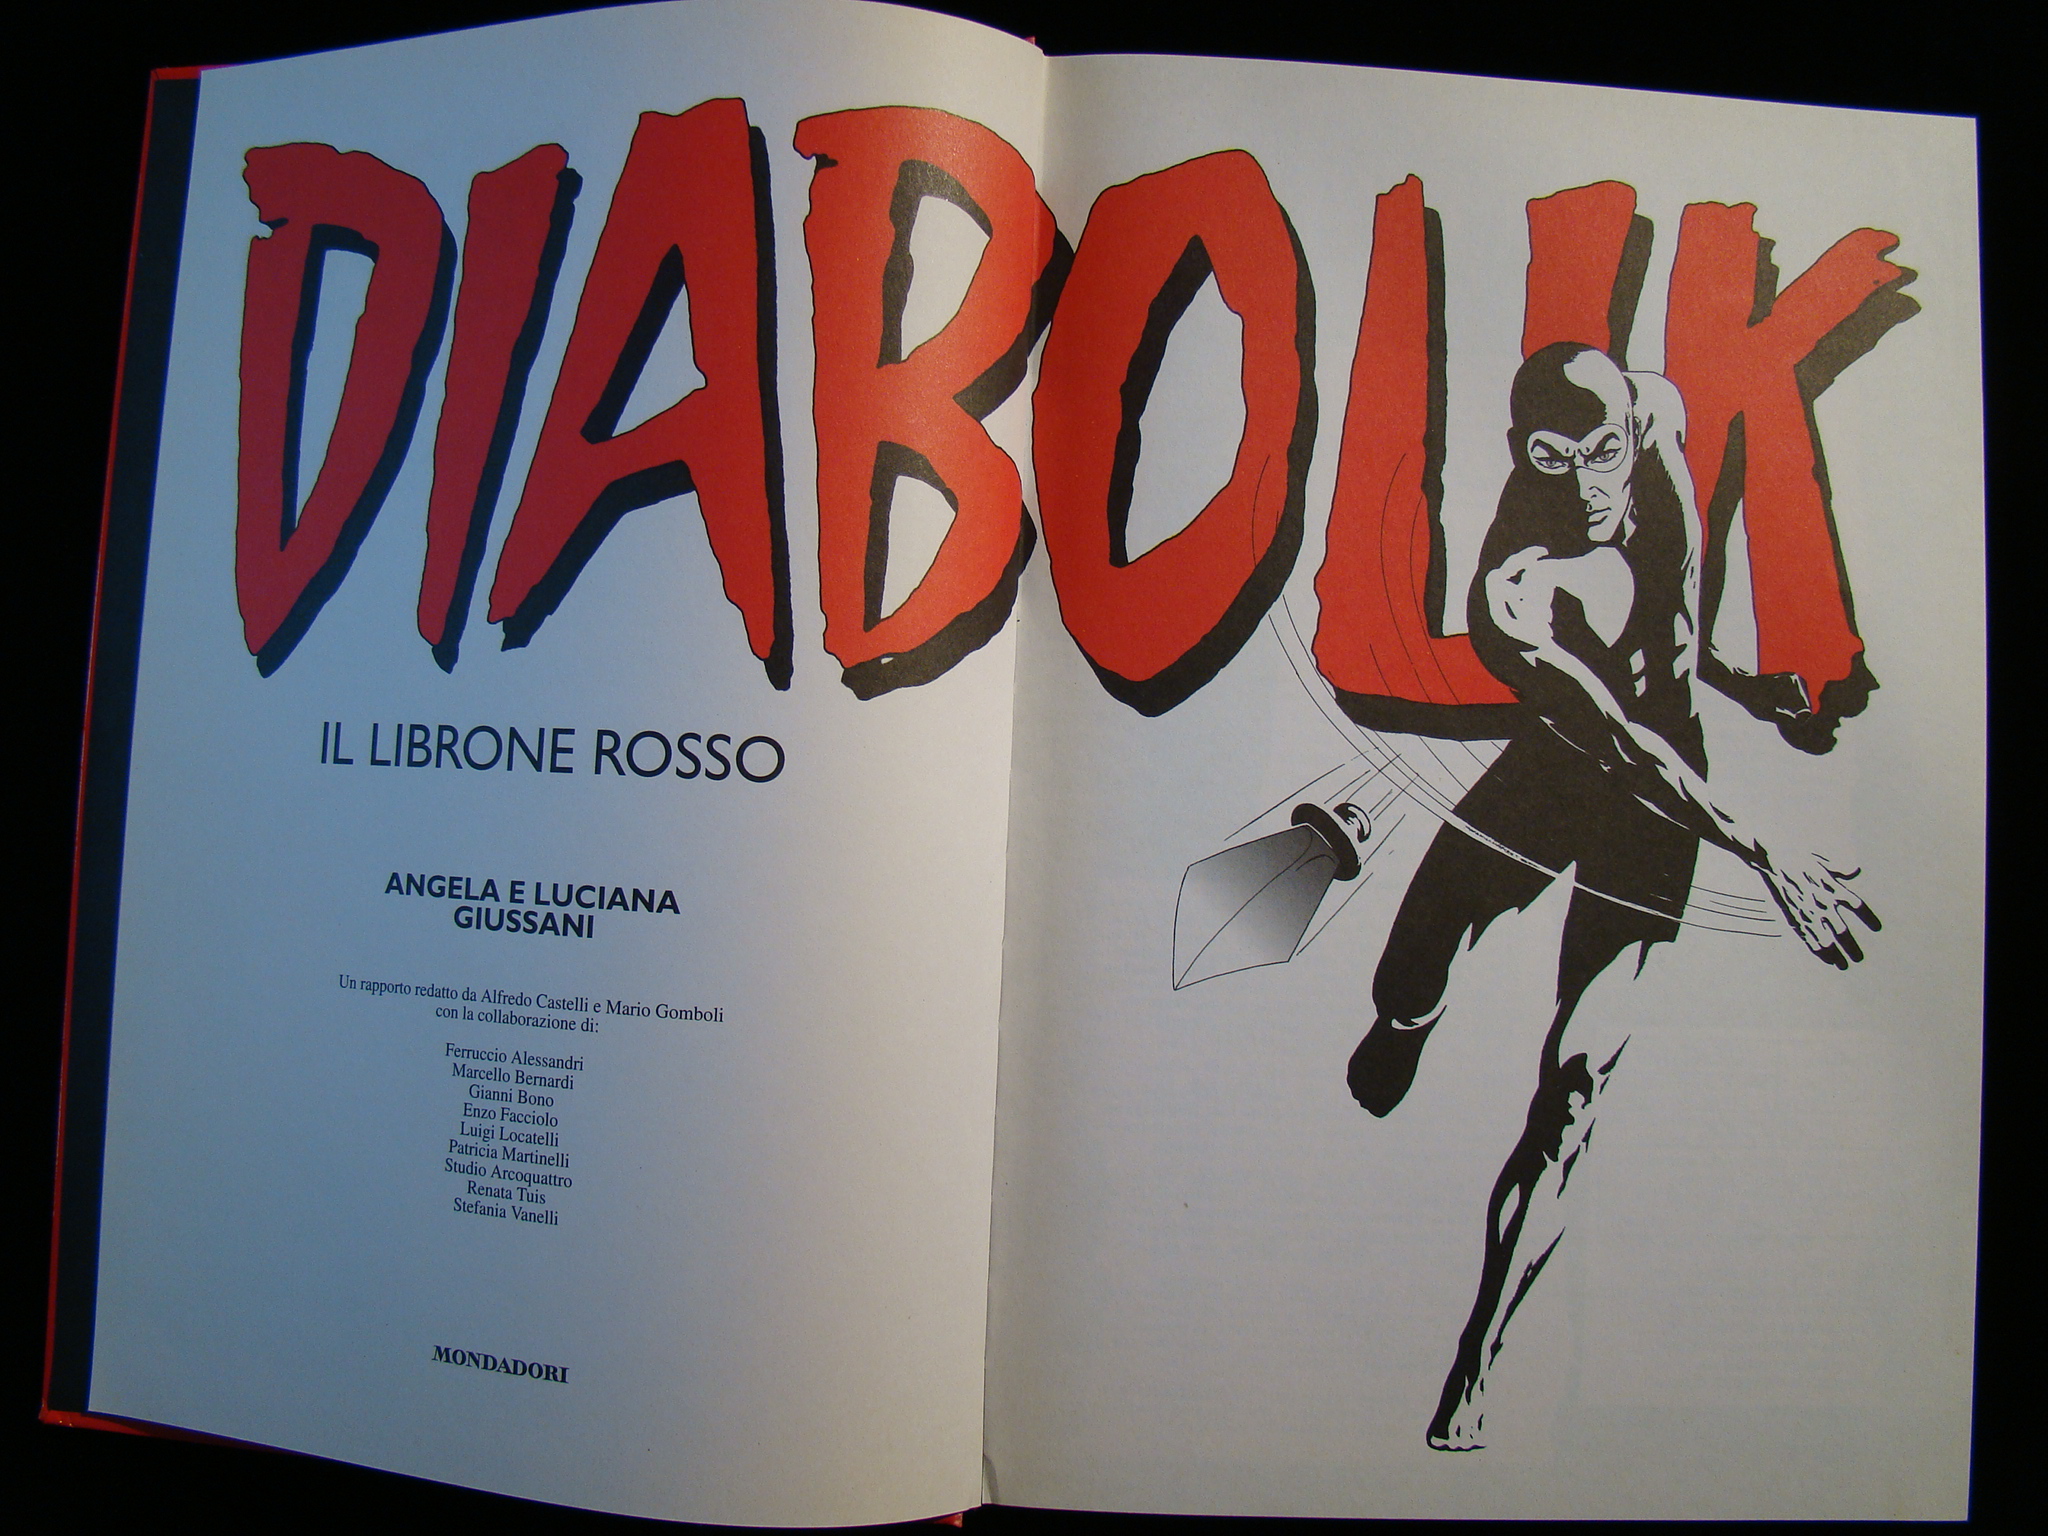 DIABOLIK
IL LIBRONE ROSSO
ANGELA E LUCIANA
GIUSSANI
Un rapporto redatto da Alfredo Castelli e Mario Gomboli
con la collaborazione di:
Ferruccio Alessandri
Marcello Bernardi
Gianni Bono
Enzo Facciolo
Luigi Locatelli
Patricia Martinelli
Studio Arcoquattro
Renata Tuis
Stefania Vanelli
MONDADORI